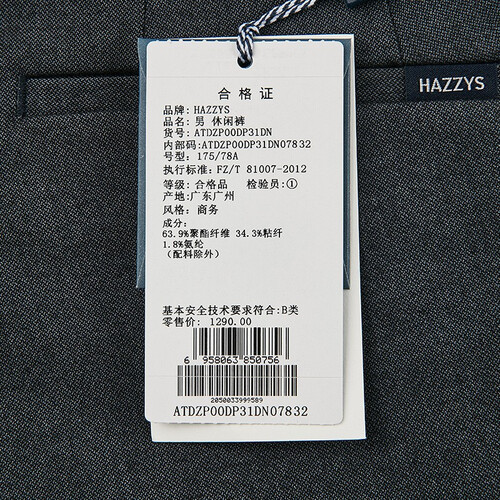 合格证
HAZZYS
品牌: HAZZYS
品名: 男 休闲裤
货号: ATDZP00DP31DN
内部码:ATDZP00DP31DN07832
号型: 175/78A
执行标准: FZ/T 81007-2012
等级: 合格品 检验员:①
产地:广东广州
风格: 商务
成分:
63.9%聚酯纤维 34.3%粘纤
1.8%氨纶
(配料除外)
基本安全技术要求符合:B类
零售价: 1290.00
6 958063 850756
2050033999589
ATDZP00DP31DN07832